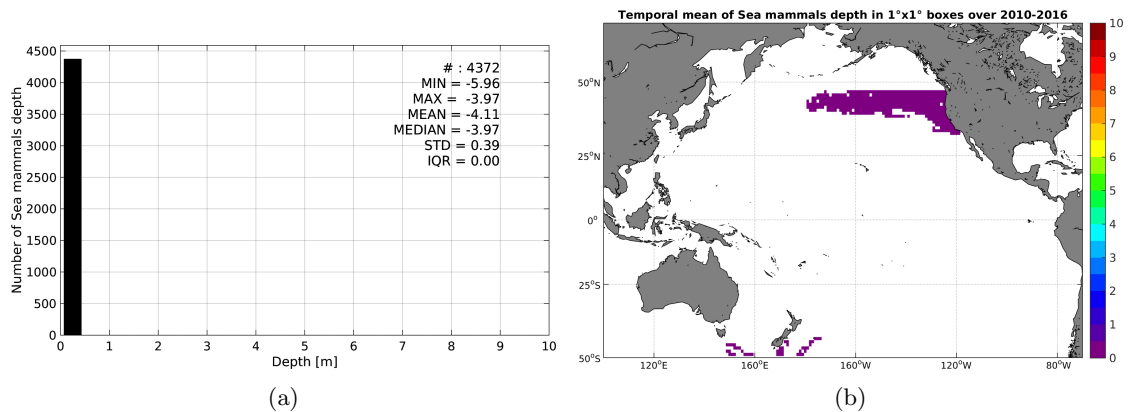 4500
4000
3500
3000
2500
2000
1500
1000
500
0
Number of Sea mammals depth
# : 4372
MIN = -5.96
MAX = -3.97
MEAN = -4.11
MEDIAN = -3.97
STD = 0.39
IQR = 0.00
0 1 2 3 4 5 6 7 8 9 10
Depth [m]
(a)
Temporal mean of Sea mammals depth in 1°x1° boxes over 2010-2016
50°N
25°N
0°
25°S
50°S
120°E 160°E 160°W 120°W 80°W
10
9
8
7
6
5
4
3
2
1
0
(b)